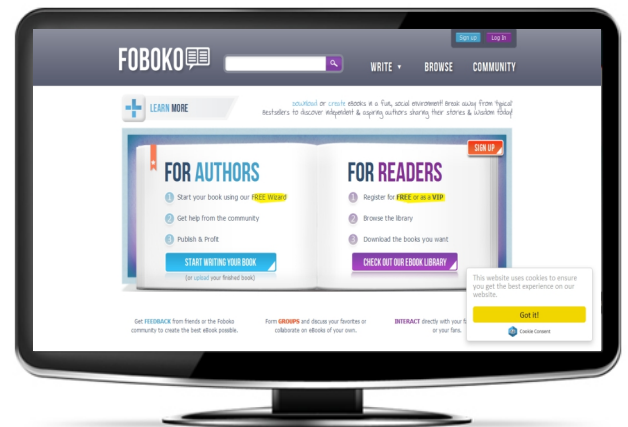 Sign up Log In
FOBOKO
WRITE BROWSE COMMUNITY
LEARN MORE
Download or create eBooks in a fun, social environment! Break away from typical
Bestsellers to discover independent & aspiring authors sharing their stories & wisdom today!
SIGN UP
FOR AUTHORS
1 Start your book using our FREE Wizard
2 Get help from the community
3 Publish & Profit
START WRITING YOUR BOOK
(or upload your finished book)
FOR READERS
1 Register for FREE or as a VIP
2 Browse the library
3 Download the books you want
CHECK OUT OUR EBOOK LIBRARY
Get FEEDBACK from friends or the Foboko
community to create the best eBook possible.
Form GROUPS and discuss your favorites or
collaborate on eBooks of your own.
INTERACT directly with your
or your fans.
This website uses cookies to ensure
you get the best experience on our
website.
Got it!
Cookie Consent